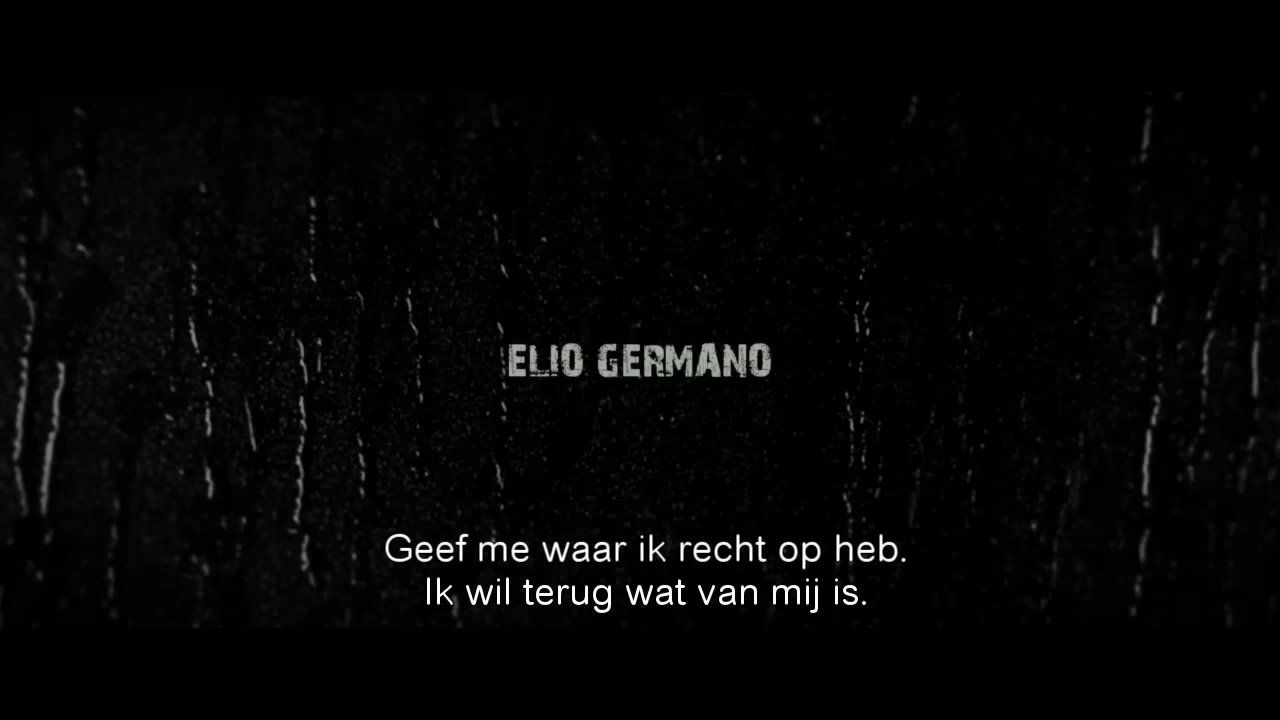 ELIO GERMANO
Geef me waar ik recht op heb.
Ik wil terug wat van mij is.